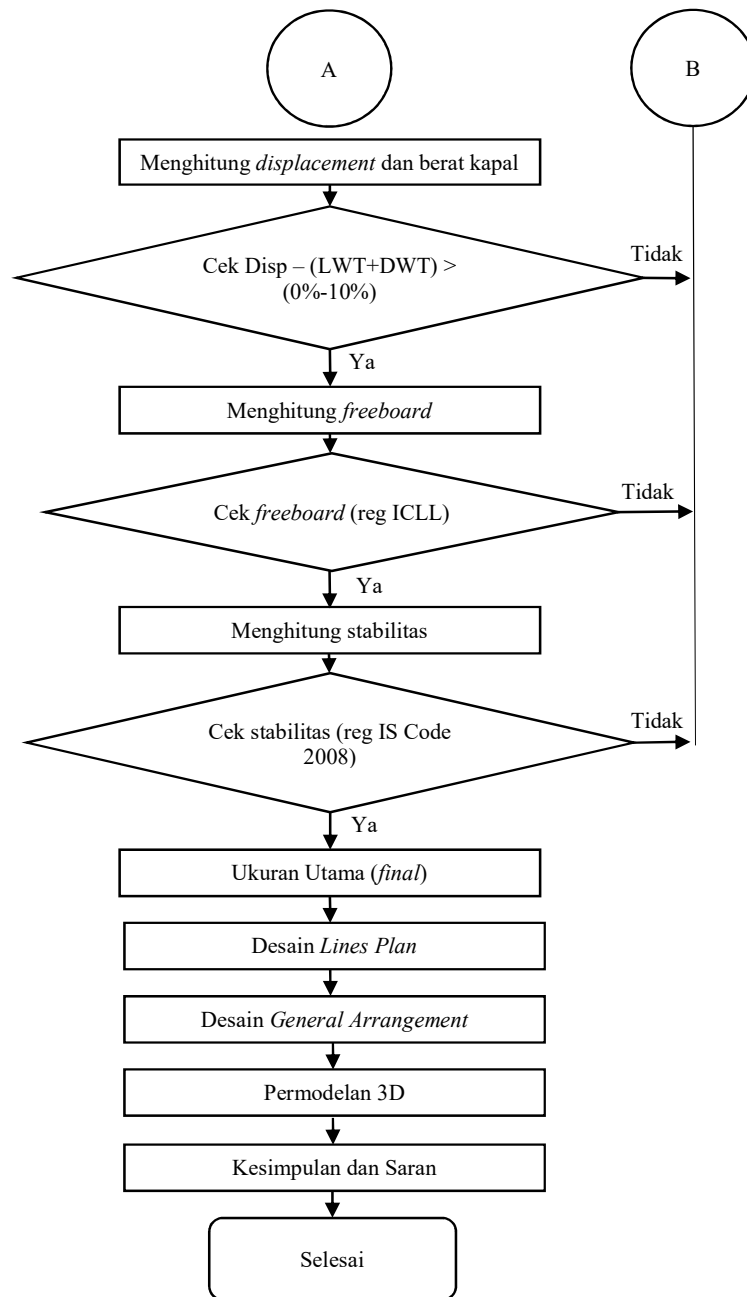 A
B
Menghitung displacement dan berat kapal
Cek Disp – (LWT+DWT) >
(0%-10%)
Tidak
Ya
Menghitung freeboard
Cek freeboard (reg ICLL)
Tidak
Ya
Menghitung stabilitas
Cek stabilitas (reg IS Code
2008)
Tidak
Ya
Ukuran Utama (final)
Desain Lines Plan
Desain General Arrangement
Permodelan 3D
Kesimpulan dan Saran
Selesai